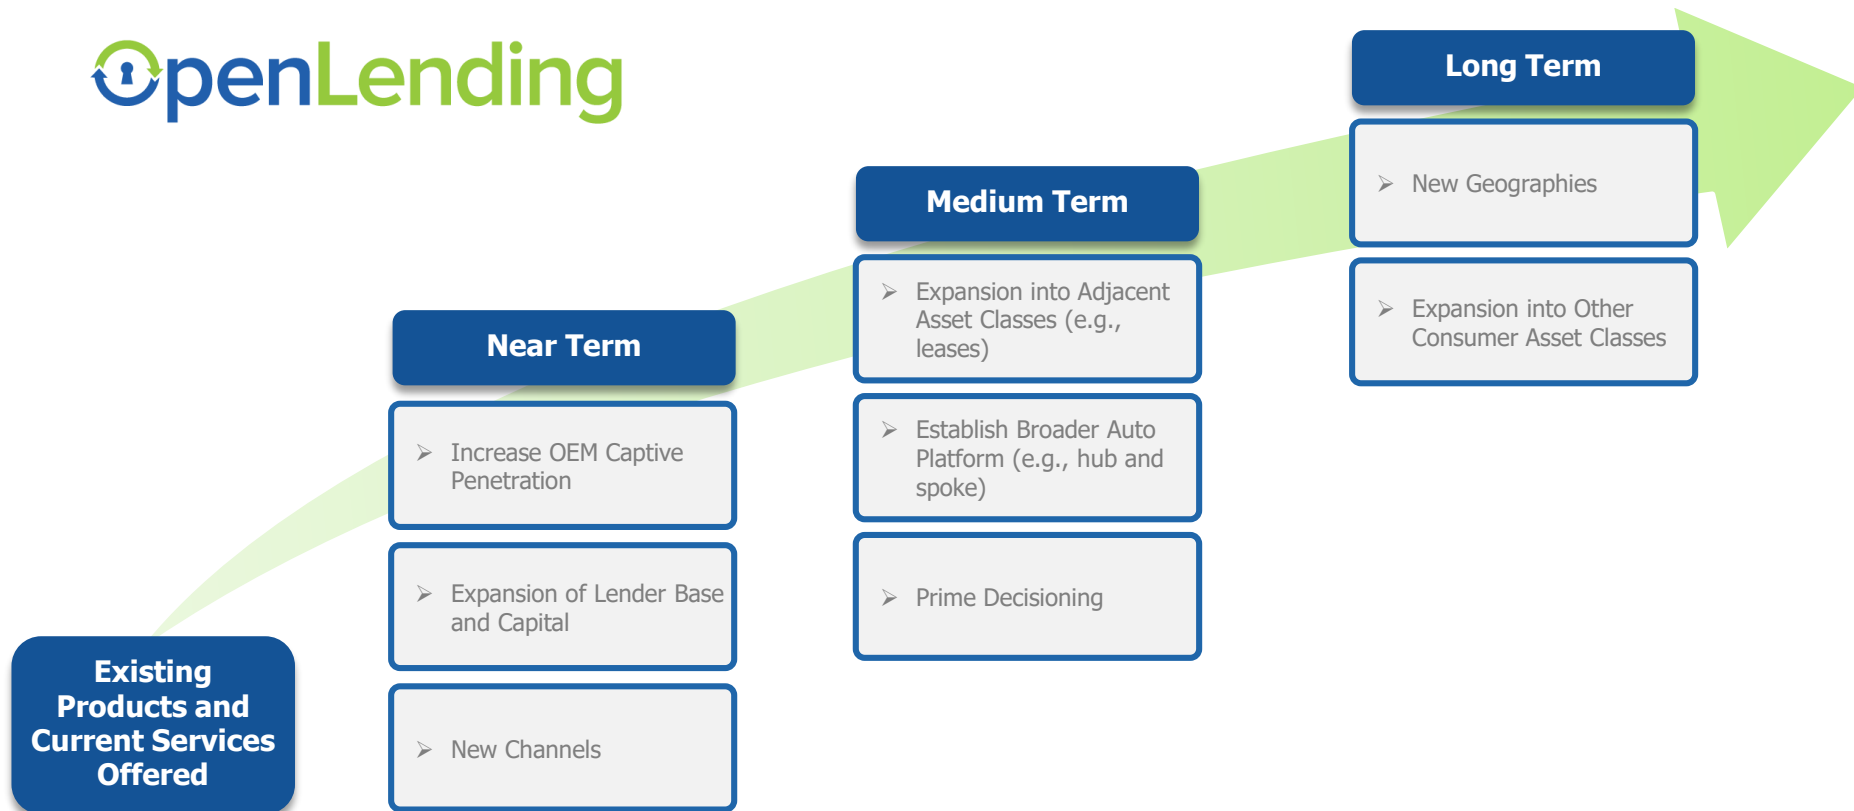 OpenLending
Long Term
➢ New Geographies
➢ Expansion into Other
Consumer Asset Classes
Medium Term
➢ Expansion into Adjacent
Asset Classes (e.g.,
leases)
➢ Establish Broader Auto
Platform (e.g., hub and
spoke)
➢ Prime Decisioning
Near Term
➢ Increase OEM Captive
Penetration
➢ Expansion of Lender Base
and Capital
➢ New Channels
Existing
Products and
Current Services
Offered